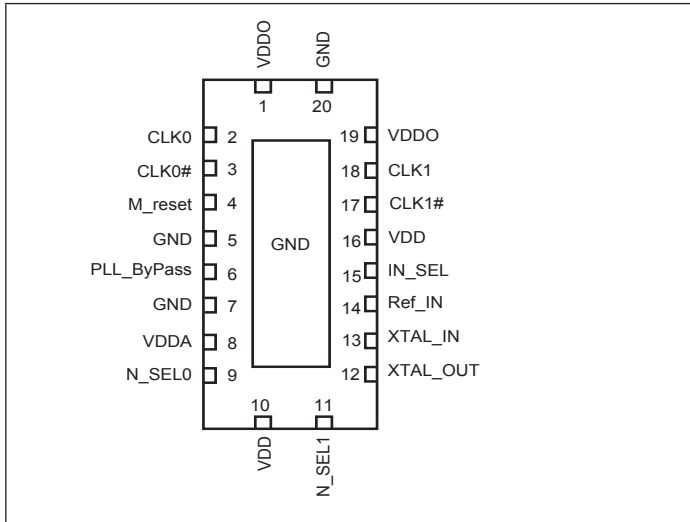 VDDO
GND
1
20
CLK0
2
19
VDDO
CLK0#
3
18
CLK1
M_reset
4
17
CLK1#
GND
5
16
VDD
GND
PLL_ByPass
6
15
IN_SEL
GND
7
14
Ref_IN
VDDA
8
13
XTAL_IN
N_SEL0
9
12
XTAL_OUT
10
11
VDD
N_SEL1